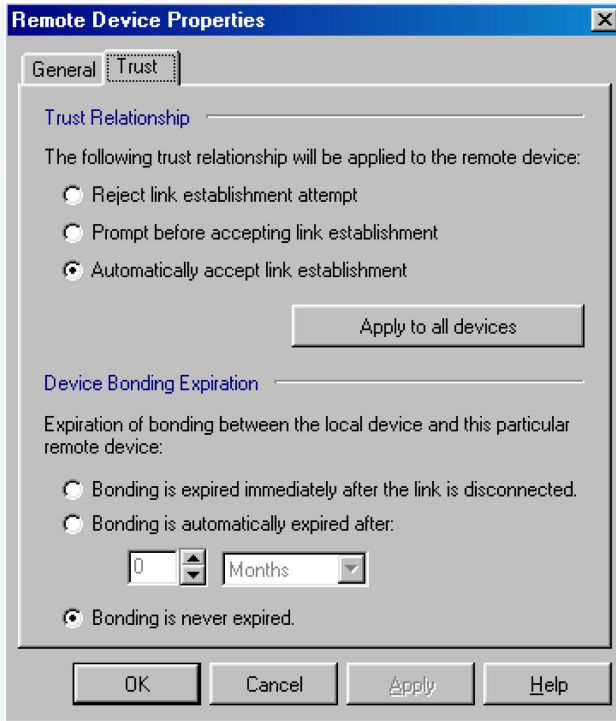 Remote Device Properties
General Trust
Trust Relationship
The following trust relationship will be applied to the remote device:
Reject link establishment attempt
Prompt before accepting link establishment
Automatically accept link establishment
Apply to all devices
Device Bonding Expiration
Expiration of bonding between the local device and this particular
remote device:
Bonding is expired immediately after the link is disconnected.
Bonding is automatically expired after:
0 Months
Bonding is never expired.
OK Cancel Apply Help